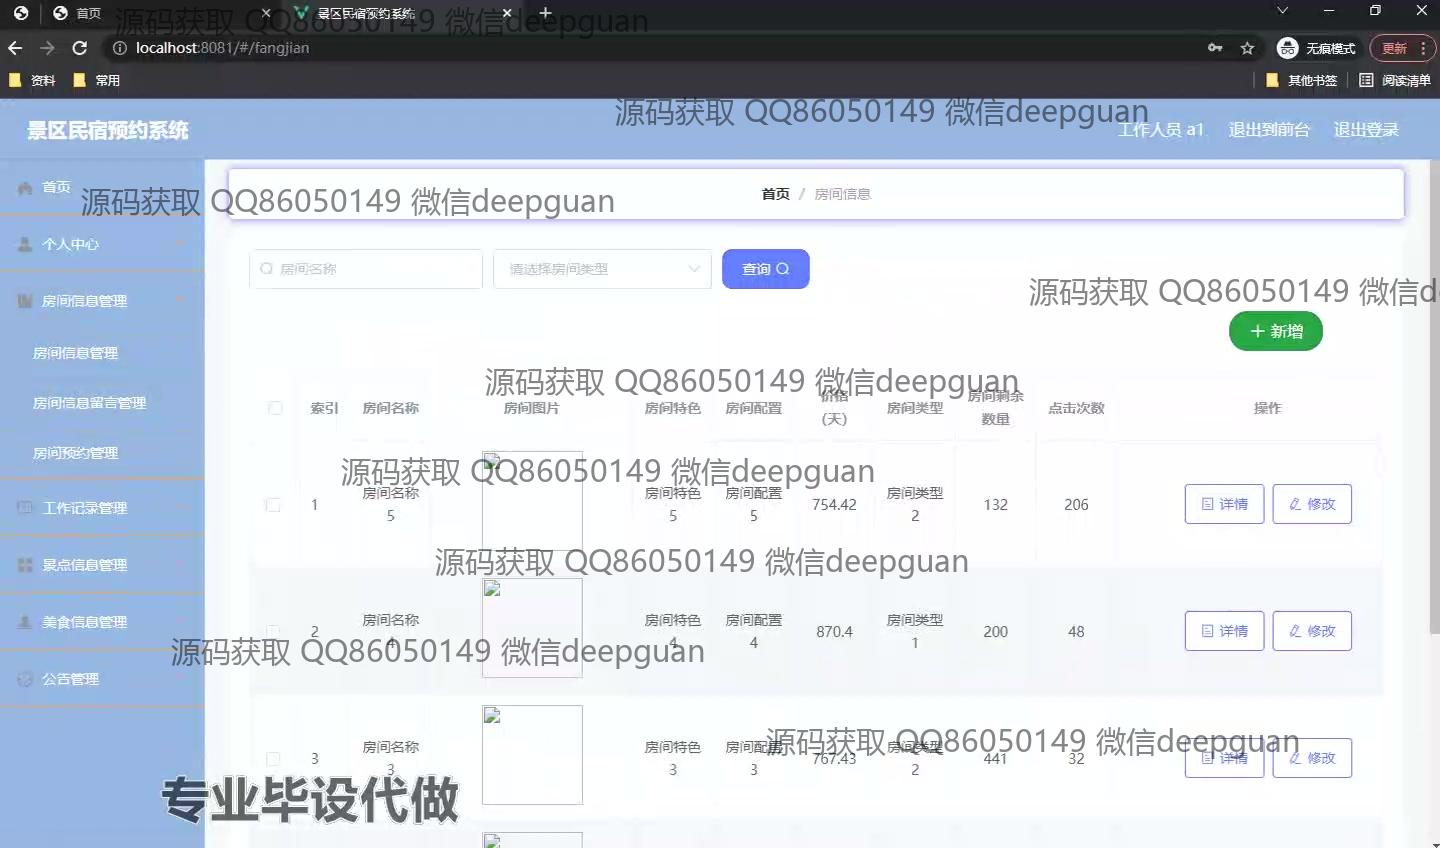 首页
景区民宿预约系统
源码获取 QQ86050149 微信deepguan
localhost:8081/#/fangjian
无痕模式
更新
资料
常用
其他书签
阅读清单
源码获取 QQ86050149 微信deepguan
景区民宿预约系统
工作人员 a1
退出到前台
退出登录
首页
首页 / 房间信息
源码获取 QQ86050149 微信deepguan
个人中心
房间名称
请选择房间类型
查询
源码获取 QQ86050149 微信d
房间信息管理
新增
房间信息管理
源码获取 QQ86050149 微信deepguan
房间信息留言管理
索引
房间名称
房间图片
房间特色
房间配置
价格
(天)
房间类型
房间剩余
数量
点击次数
操作
房间预约管理
源码获取 QQ86050149 微信deepguan
1
房间名称
5
房间特色
5
房间配置
5
754.42
房间类型
2
132
206
详情
修改
工作记录管理
源码获取 QQ86050149 微信deepguan
景点信息管理
美食信息管理
2
房间名称
4
房间特色
4
房间配置
4
870.4
房间类型
1
200
48
详情
修改
源码获取 QQ86050149 微信deepguan
公告管理
源码获取 QQ86050149 微信deepguan
3
房间名称
3
房间特色
3
房间配置
3
767.43
房间类型
2
441
32
详情
修改
专业毕设代做